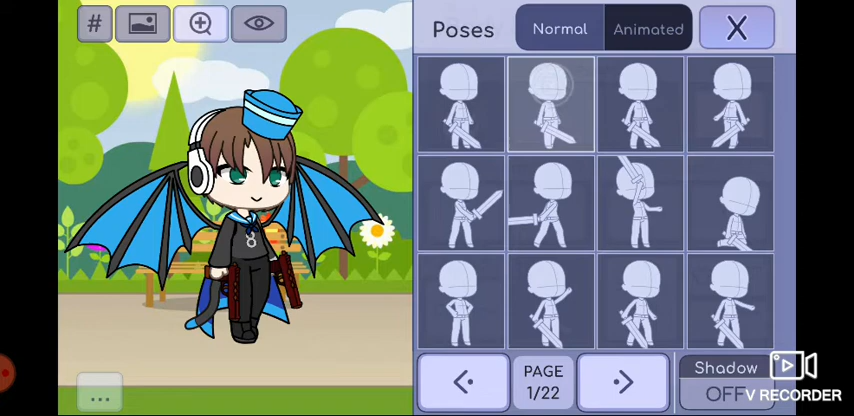 #
Poses
Normal
Animated
X
...
PAGE
1/22
Shadow
OFF
V RECORDER